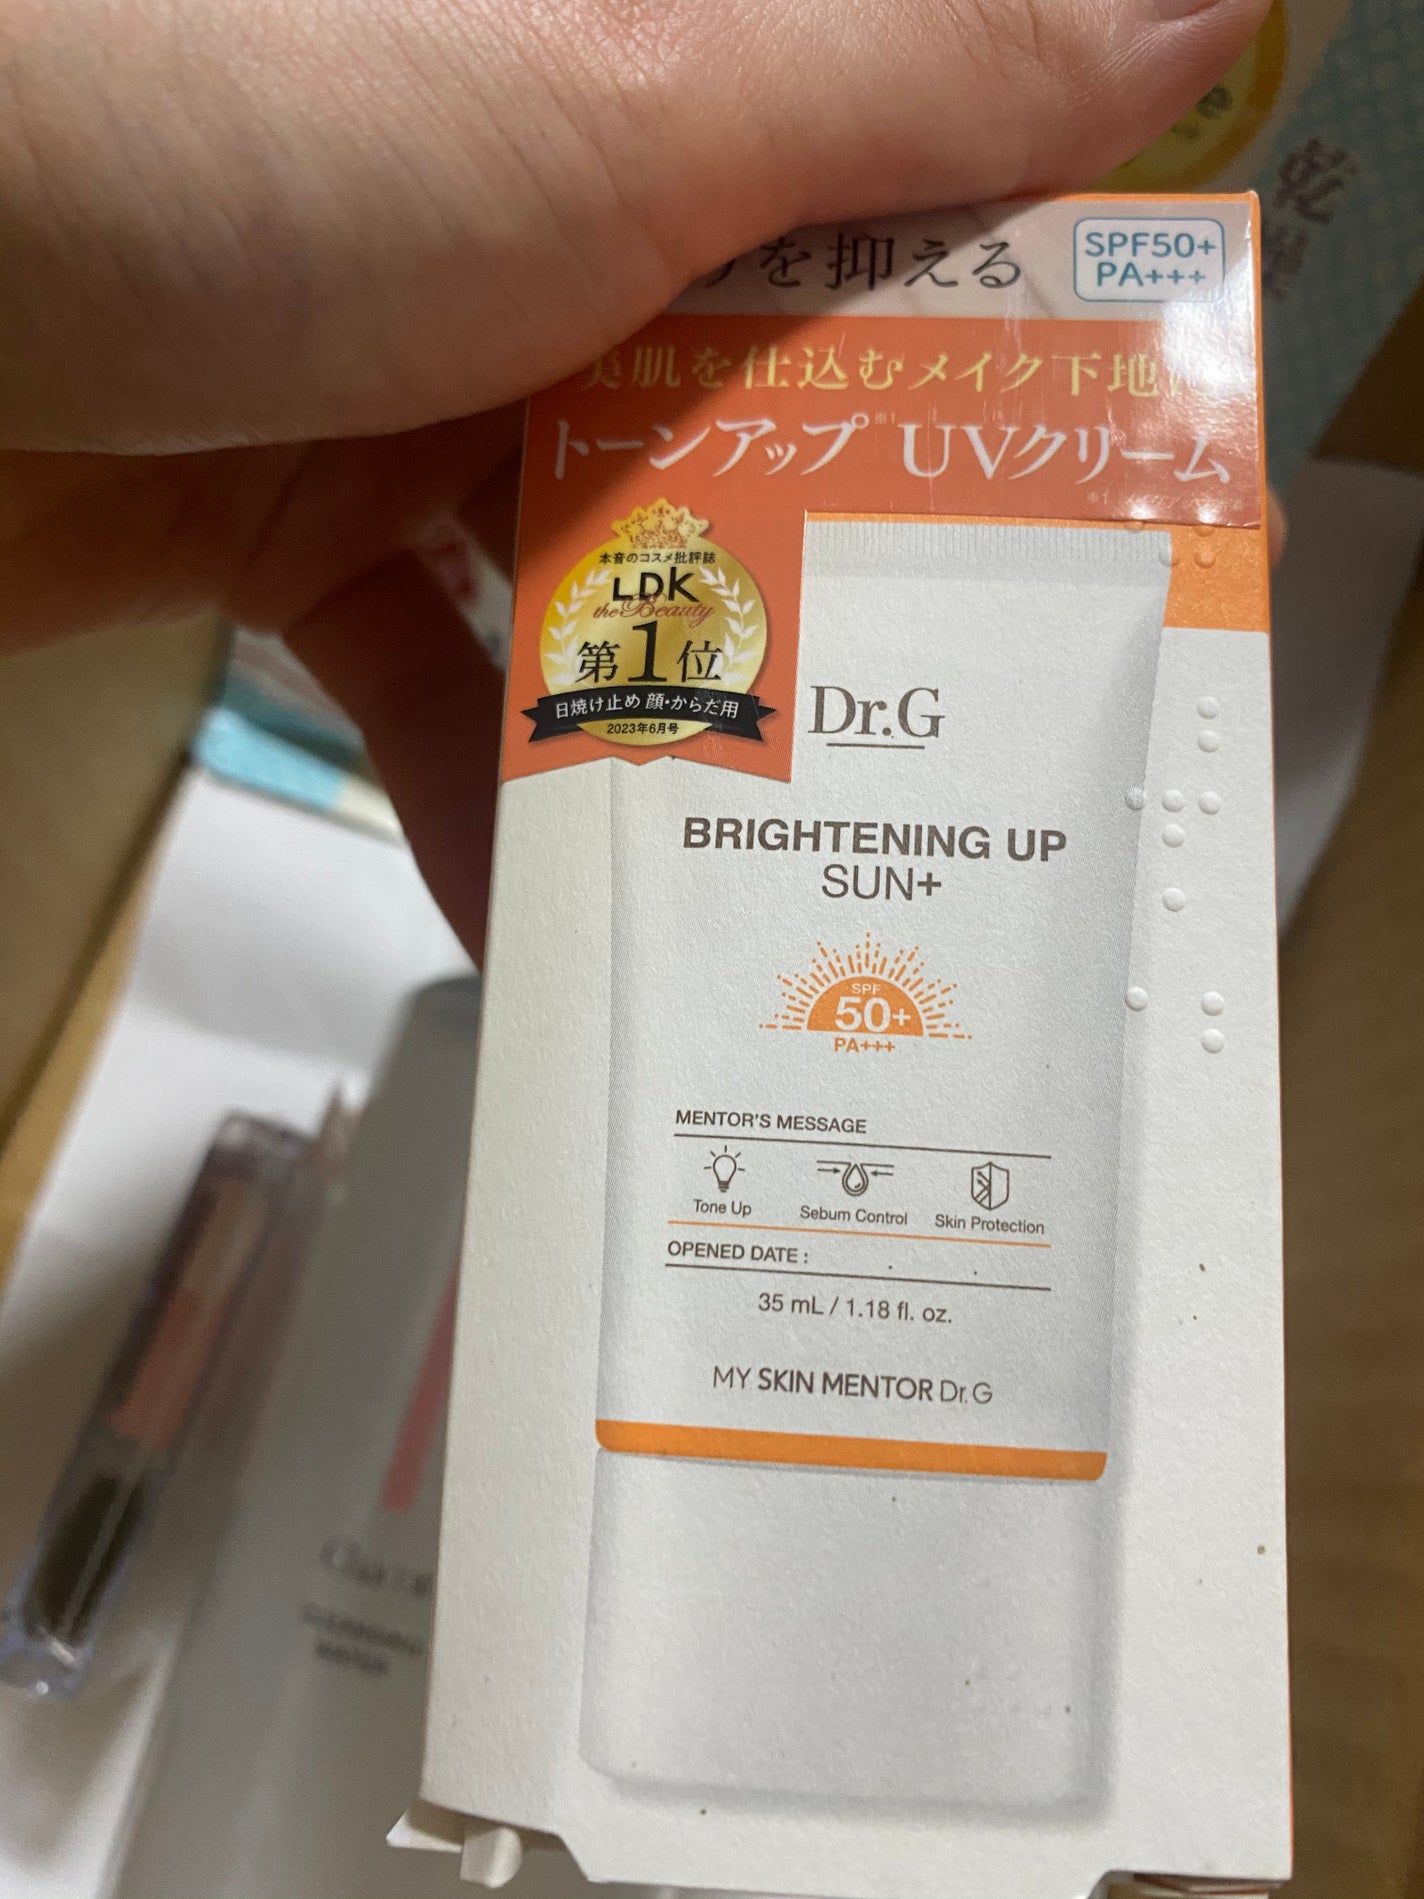 を抑える
SPF50+
PA+++
美肌を仕込むメイク下地に
トーンアップ※1 UVクリーム
本音のコスメ批評誌
LDK
the Beauty
第1位
日焼け止め 顔・からだ用
2023年6月号
Dr.G
BRIGHTENING UP
SUN+
SPF
50+
PA+++
MENTOR'S MESSAGE
Tone Up
Sebum Control
Skin Protection
OPENED DATE : . .
35 mL / 1.18 fl. oz.
MY SKIN MENTOR Dr.G
乾燥